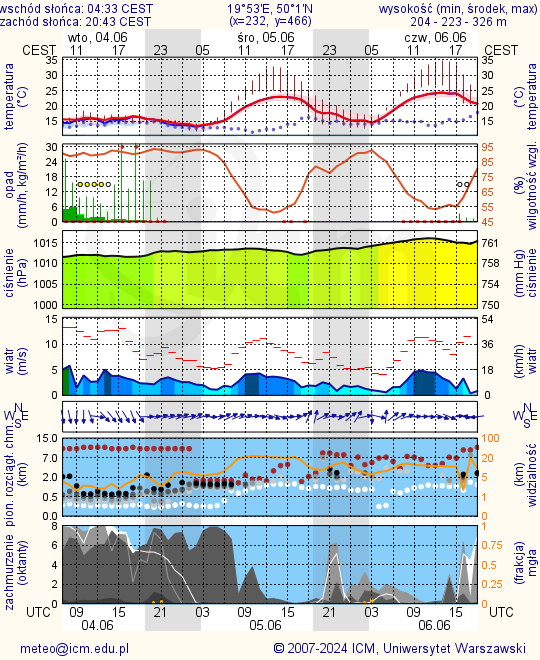 wschód słońca: 04:33 CEST 19°53'E, 50°1'N wysokość (min, środek, max)
zachód słońca: 20:43 CEST (x=232, y=466) 204 - 223 - 326 m
wto, 04.06 śro, 05.06 czw, 06.06
CEST 11 17 23 05 11 17 23 05 11 17 CEST
temperatura (°C)
35 30 25 20 15 10
35 30 25 20 15 10
temperatura (°C)
opad (mm/h, kg/m²/h)
30 24 18 12 6 0
95 85 75 65 55 45
(%) wilgotność wzgl.
ciśnienie (hPa)
1015 1010 1005 1000
761 758 754 750
(mm Hg) ciśnienie
wiatr (m/s)
15 10 5 0
54 36 18 0
(km/h) wiatr
N W E S
N W E S
pion. rozciągł. chm. (km)
15.0 7.0 2.0 0.5 0.2 0.0
100 20 10 5 1 0
(km) widzialność
zachmurzenie (oktanty)
8 6 4 2 0
1 0.75 0.5 0.25 0
(frakcja) mgła
UTC 09 15 21 03 09 15 21 03 09 15 UTC
04.06 05.06 06.06
meteo@icm.edu.pl © 2007-2024 ICM, Uniwersytet Warszawski